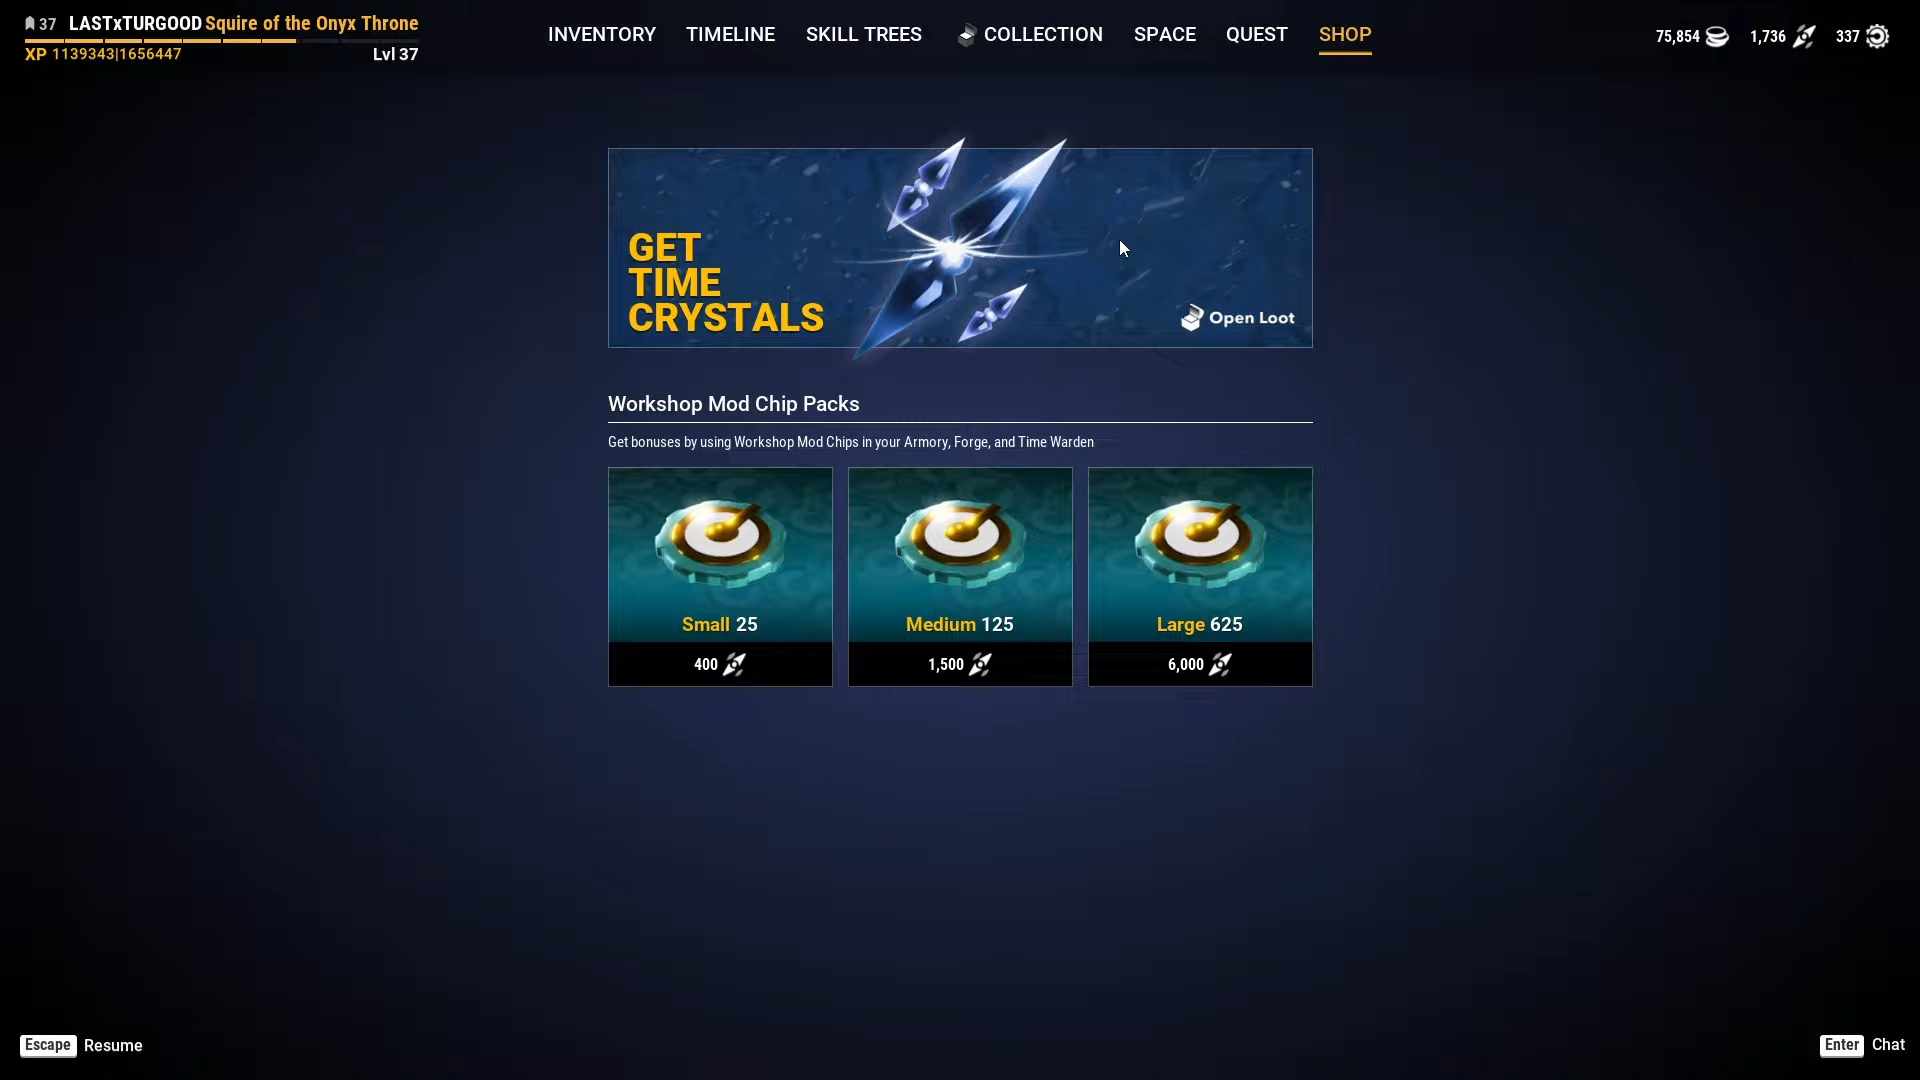 37 LASTxTURGOOD Squire of the Onyx Throne
XP 1139343|1656447 Lvl 37
INVENTORY TIMELINE SKILL TREES COLLECTION SPACE QUEST SHOP
75,854 1,736 337
GET
TIME
CRYSTALS
Open Loot
Workshop Mod Chip Packs
Get bonuses by using Workshop Mod Chips in your Armory, Forge, and Time Warden
Small 25
400
Medium 125
1,500
Large 625
6,000
Escape Resume
Enter Chat